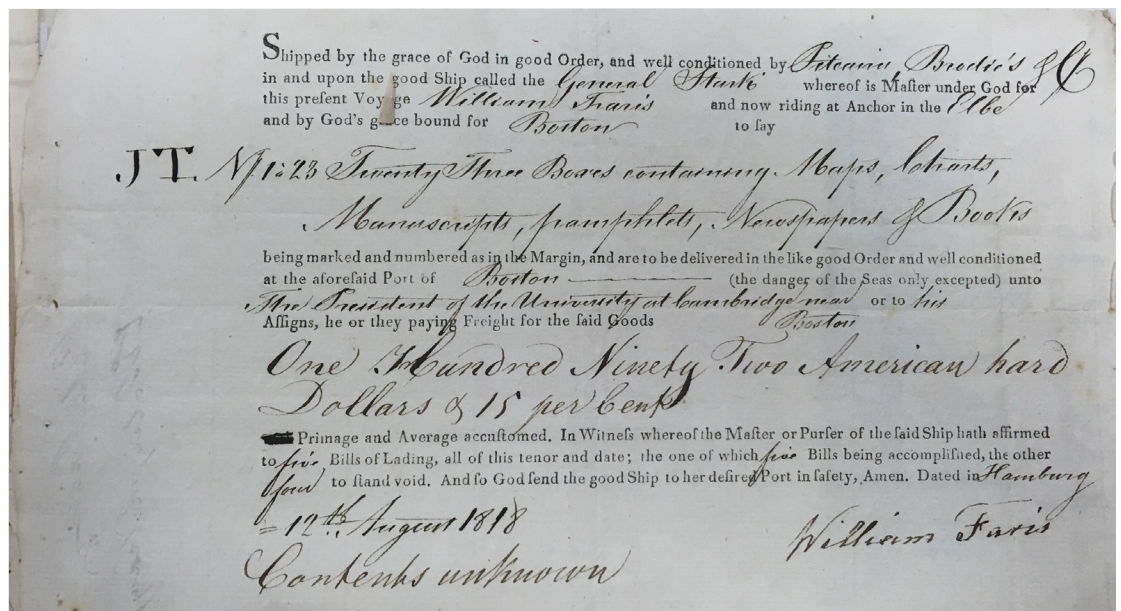 Shipped by the grace of God in good Order, and well conditioned by Pitcairn, Brodie's & Co
in and upon the good Ship called the General Stark whereof is Maſter under God for
this preſent Voyage William Faris and now riding at Anchor in the Elbe
and by God's grace bound for Boston to ſay
J T. No 1 à 23 Twenty Three Boxes containing Maps, Charts,
Manuscripts, pamphlets, Newspapers & Books
being marked and numbered as in the Margin, and are to be delivered in the like good Order and well conditioned
at the aforeſaid Port of Boston (the danger of the Seas only excepted) unto
The President of the University at Cambridge near or to his
Aſſigns, he or they paying Freight for the ſaid Goods Boston
One Hundred Ninety Two American hard
Dollars & 15 per Cent
Primage and Average accuſtomed. In Witneſs whereof the Maſter or Purſer of the ſaid Ship hath affirmed
to five Bills of Lading, all of this tenor and date; the one of which five Bills being accompliſhed, the other
four to ſtand void. And ſo God ſend the good Ship to her deſired Port in ſafety, Amen. Dated in Hamburg
= 12th. August 1818 William Faris
Contents unknown